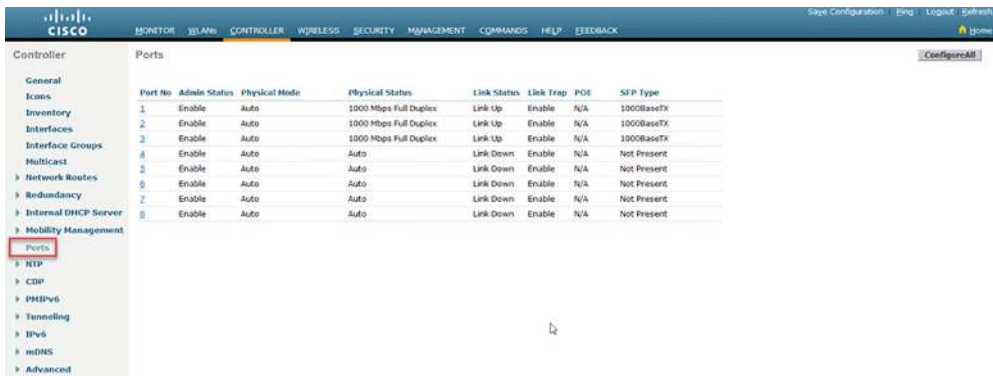 Save Configuration Ping Logout Refresh
CISCO
MONITOR WLANs CONTROLLER WIRELESS SECURITY MANAGEMENT COMMANDS HELP FEEDBACK
Home
Controller
Ports
ConfigureAll
General
Icons
Inventory
Interfaces
Interface Groups
Multicast
Network Routes
Redundancy
Internal DHCP Server
Mobility Management
Ports
NTP
CDP
PMIPv6
Tunneling
IPv6
mDNS
Advanced
Port No Admin Status Physical Mode Physical Status Link Status Link Trap POE SFP Type
1 Enable Auto 1000 Mbps Full Duplex Link Up Enable N/A 1000BaseTX
2 Enable Auto 1000 Mbps Full Duplex Link Up Enable N/A 1000BaseTX
3 Enable Auto 1000 Mbps Full Duplex Link Up Enable N/A 1000BaseTX
4 Enable Auto Auto Link Down Enable N/A Not Present
5 Enable Auto Auto Link Down Enable N/A Not Present
6 Enable Auto Auto Link Down Enable N/A Not Present
7 Enable Auto Auto Link Down Enable N/A Not Present
8 Enable Auto Auto Link Down Enable N/A Not Present